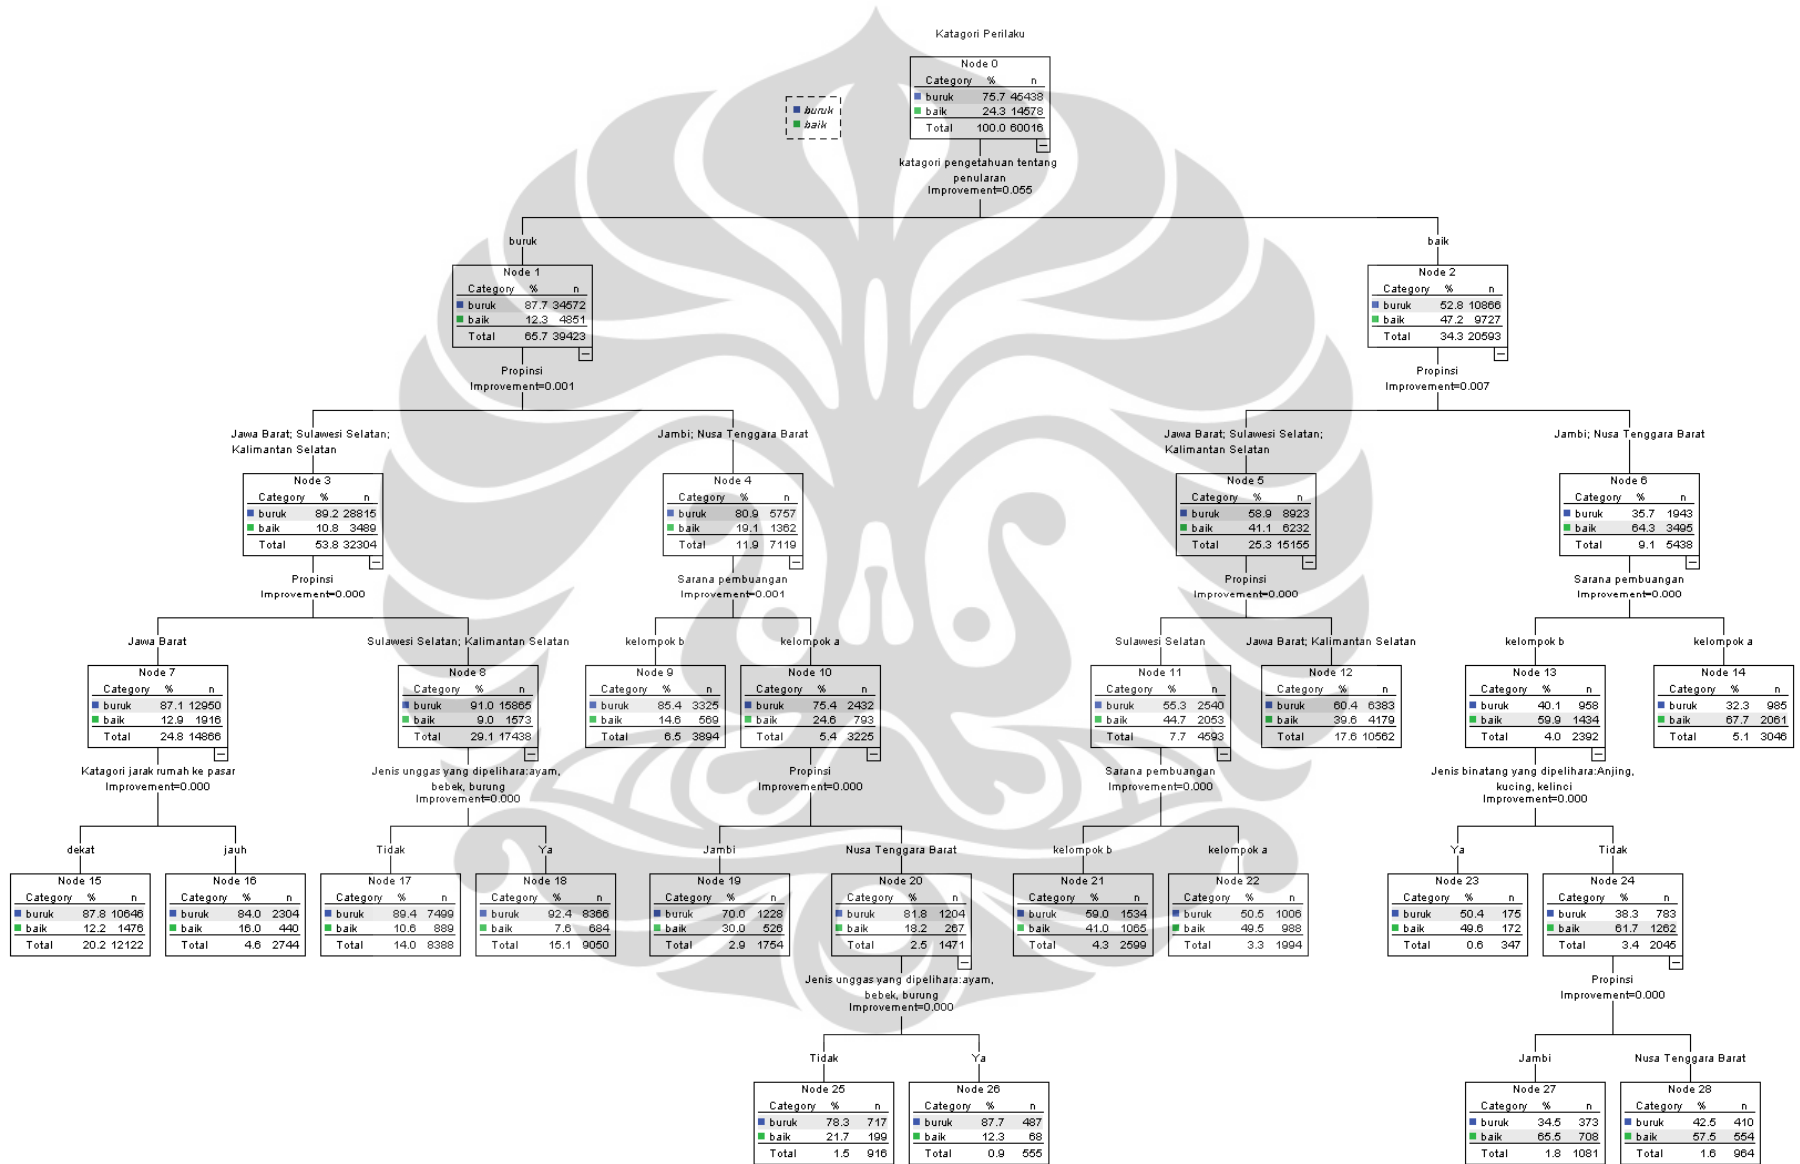 Katagori Perilaku
Node 0
Category % n
buruk 75.7 45438
baik 24.3 14578
Total 100.0 60016
buruk
baik
katagori pengetahuan tentang
penularan
Improvement=0.055
buruk
baik
Node 1
Category % n
buruk 87.7 34572
baik 12.3 4851
Total 65.7 39423
Node 2
Category % n
buruk 52.8 10866
baik 47.2 9727
Total 34.3 20593
Propinsi
Improvement=0.001
Propinsi
Improvement=0.007
Jawa Barat; Sulawesi Selatan;
Kalimantan Selatan
Jambi; Nusa Tenggara Barat
Jawa Barat; Sulawesi Selatan;
Kalimantan Selatan
Jambi; Nusa Tenggara Barat
Node 3
Category % n
buruk 89.2 28815
baik 10.8 3489
Total 53.8 32304
Node 4
Category % n
buruk 80.9 5757
baik 19.1 1362
Total 11.9 7119
Node 5
Category % n
buruk 58.9 8923
baik 41.1 6232
Total 25.3 15155
Node 6
Category % n
buruk 35.7 1943
baik 64.3 3495
Total 9.1 5438
Propinsi
Improvement=0.000
Sarana pembuangan
Improvement=0.001
Propinsi
Improvement=0.000
Sarana pembuangan
Improvement=0.000
Jawa Barat
Sulawesi Selatan; Kalimantan Selatan
kelompok b
kelompok a
Sulawesi Selatan
Jawa Barat; Kalimantan Selatan
kelompok b
kelompok a
Node 7
Category % n
buruk 87.1 12950
baik 12.9 1916
Total 24.8 14866
Node 8
Category % n
buruk 91.0 15865
baik 9.0 1573
Total 29.1 17438
Node 9
Category % n
buruk 85.4 3325
baik 14.6 569
Total 6.5 3894
Node 10
Category % n
buruk 75.4 2432
baik 24.6 793
Total 5.4 3225
Node 11
Category % n
buruk 55.3 2540
baik 44.7 2053
Total 7.7 4593
Node 12
Category % n
buruk 60.4 6383
baik 39.6 4179
Total 17.6 10562
Node 13
Category % n
buruk 40.1 958
baik 59.9 1434
Total 4.0 2392
Node 14
Category % n
buruk 32.3 985
baik 67.7 2061
Total 5.1 3046
Katagori jarak rumah ke pasar
Improvement=0.000
Jenis unggas yang dipelihara:ayam,
bebek, burung
Improvement=0.000
Propinsi
Improvement=0.000
Sarana pembuangan
Improvement=0.000
Jenis binatang yang dipelihara:Anjing,
kucing, kelinci
Improvement=0.000
dekat
jauh
Tidak
Ya
Jambi
Nusa Tenggara Barat
kelompok b
kelompok a
Ya
Tidak
Node 15
Category % n
buruk 87.8 10646
baik 12.2 1476
Total 20.2 12122
Node 16
Category % n
buruk 84.0 2304
baik 16.0 440
Total 4.6 2744
Node 17
Category % n
buruk 89.4 7499
baik 10.6 889
Total 14.0 8388
Node 18
Category % n
buruk 92.4 8366
baik 7.6 684
Total 15.1 9050
Node 19
Category % n
buruk 70.0 1228
baik 30.0 526
Total 2.9 1754
Node 20
Category % n
buruk 81.8 1204
baik 18.2 267
Total 2.5 1471
Node 21
Category % n
buruk 59.0 1534
baik 41.0 1065
Total 4.3 2599
Node 22
Category % n
buruk 50.5 1006
baik 49.5 988
Total 3.3 1994
Node 23
Category % n
buruk 50.4 175
baik 49.6 172
Total 0.6 347
Node 24
Category % n
buruk 38.3 783
baik 61.7 1262
Total 3.4 2045
Jenis unggas yang dipelihara:ayam,
bebek, burung
Improvement=0.000
Propinsi
Improvement=0.000
Tidak
Ya
Jambi
Nusa Tenggara Barat
Node 25
Category % n
buruk 78.3 717
baik 21.7 199
Total 1.5 916
Node 26
Category % n
buruk 87.7 487
baik 12.3 68
Total 0.9 555
Node 27
Category % n
buruk 34.5 373
baik 65.5 708
Total 1.8 1081
Node 28
Category % n
buruk 42.5 410
baik 57.5 554
Total 1.6 964